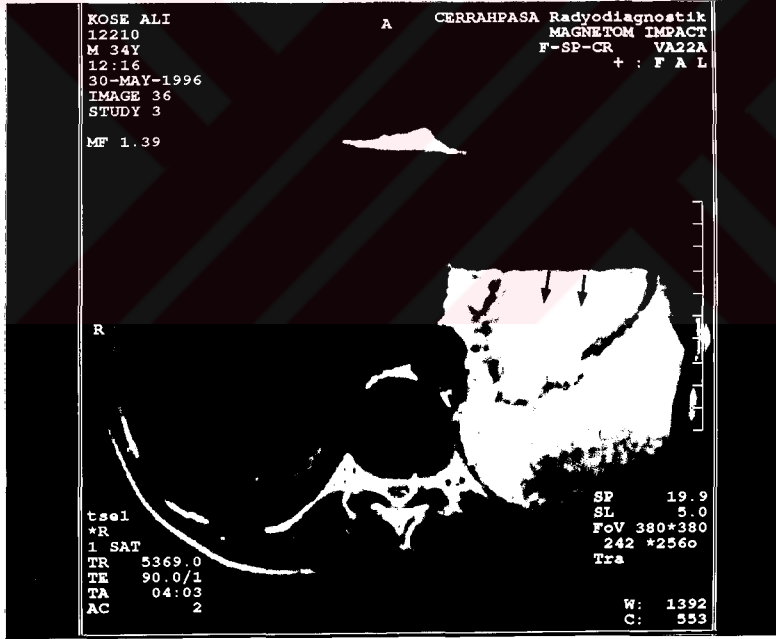 KOSE ALI
12210
M 34Y
12:16
30-MAY-1996
IMAGE 36
STUDY 3
MF 1.39
A
CERRAHPASA Radyodiagnostik
MAGNETOM IMPACT
F-SP-CR VA22A
+ : F A L
R
tse1
*R
1 SAT
TR 5369.0
TE 90.0/1
TA 04:03
AC 2
SP 19.9
SL 5.0
FoV 380*380
242 *256o
Tra
W: 1392
C: 553